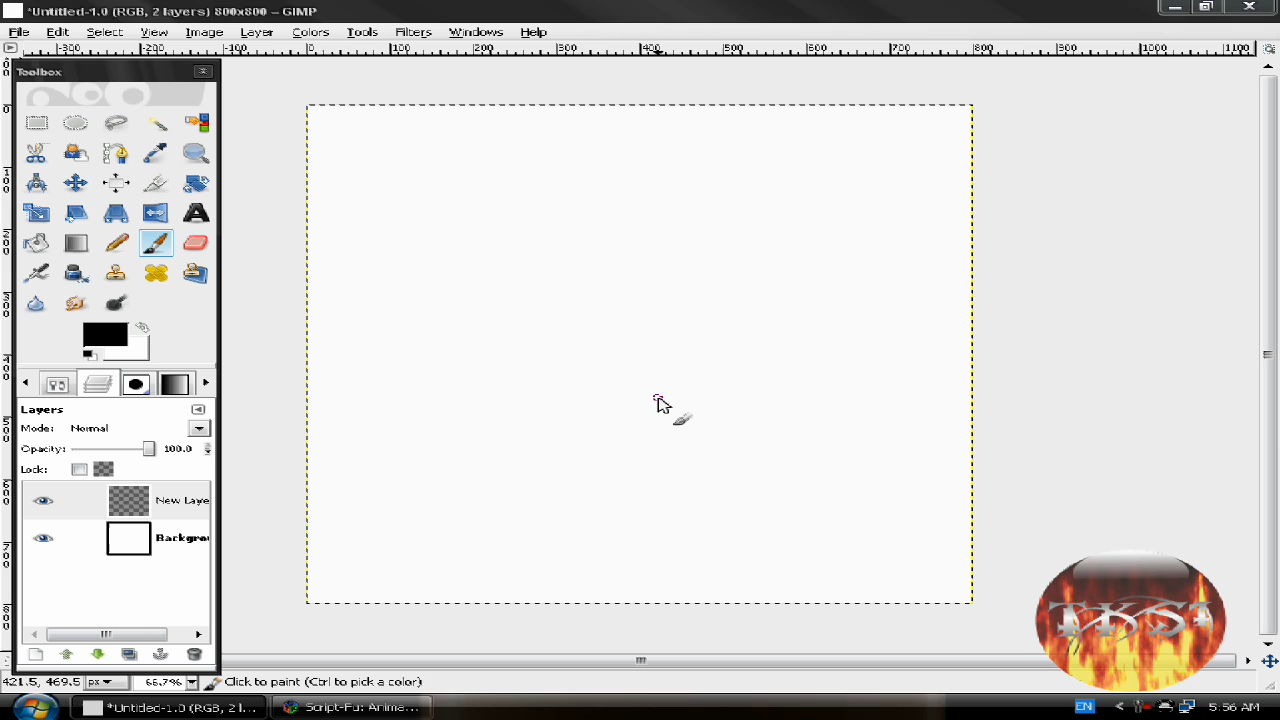 *Untitled-1.0 (RGB, 2 layers) 800x800 – GIMP
File Edit Select View Image Layer Colors Tools Filters Windows Help
-300 -200 -100 0 100 200 300 400 500 600 700 800 900 1000 1100
Toolbox
Layers
Mode: Normal
Opacity: 100.0
Lock:
New Laye
Backgrou
421.5, 469.5 px 66.7% Click to paint (Ctrl to pick a color)
*Untitled-1.0 (RGB, 2 l... Script-Fu: Anima... EN 5:56 AM
TKSI